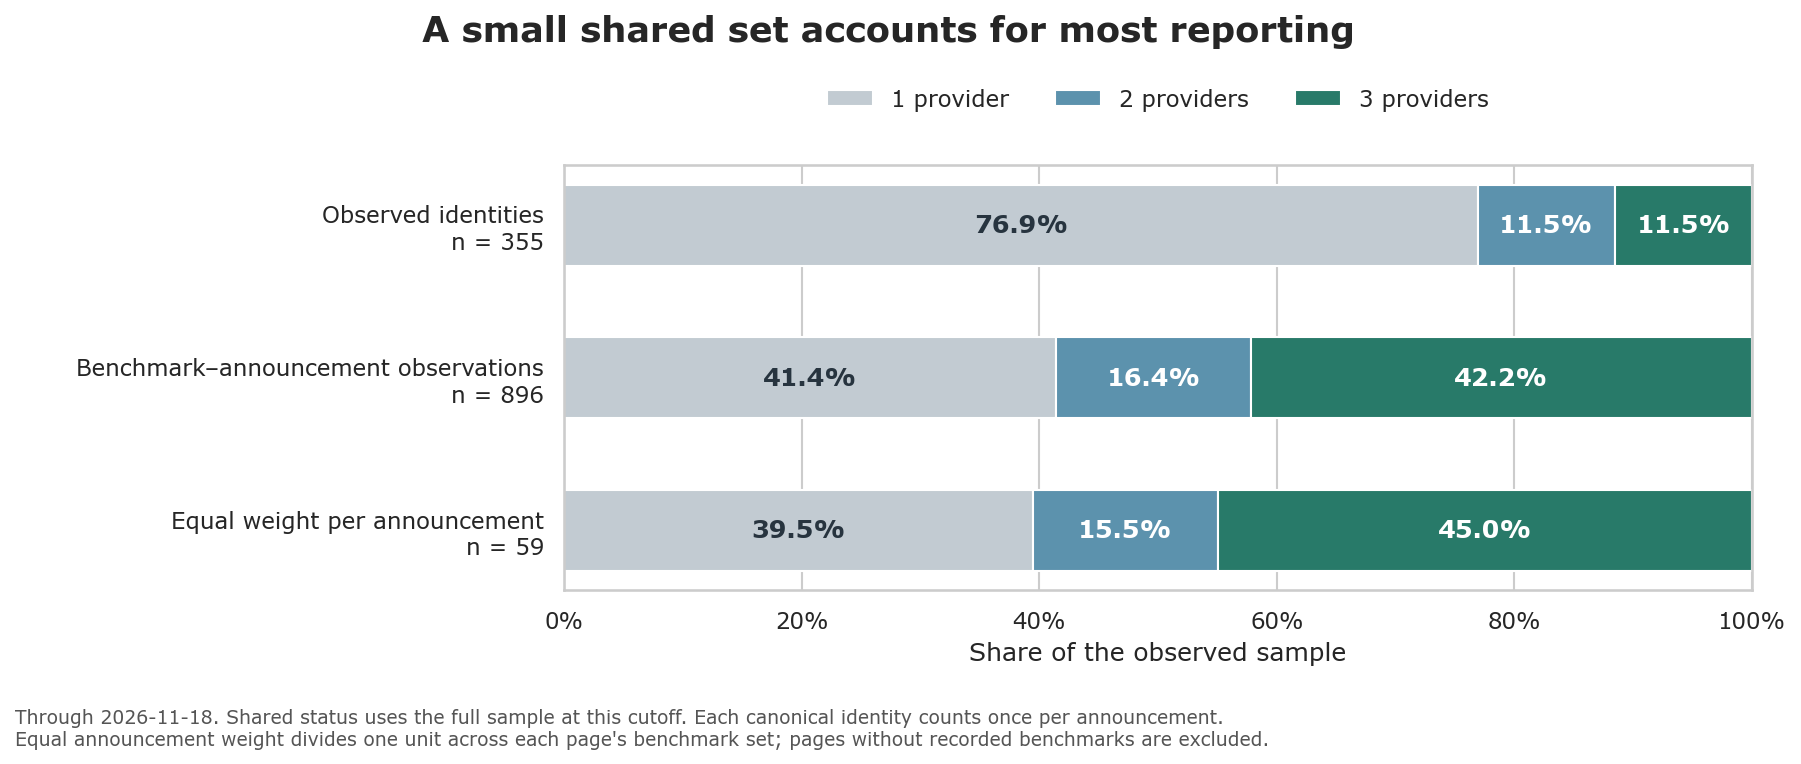 A small shared set accounts for most reporting
1 provider 2 providers 3 providers
Observed identities
n = 355
76.9% 11.5% 11.5%
Benchmark–announcement observations
n = 896
41.4% 16.4% 42.2%
Equal weight per announcement
n = 59
39.5% 15.5% 45.0%
0% 20% 40% 60% 80% 100%
Share of the observed sample
Through 2026-11-18. Shared status uses the full sample at this cutoff. Each canonical identity counts once per announcement.
Equal announcement weight divides one unit across each page's benchmark set; pages without recorded benchmarks are excluded.